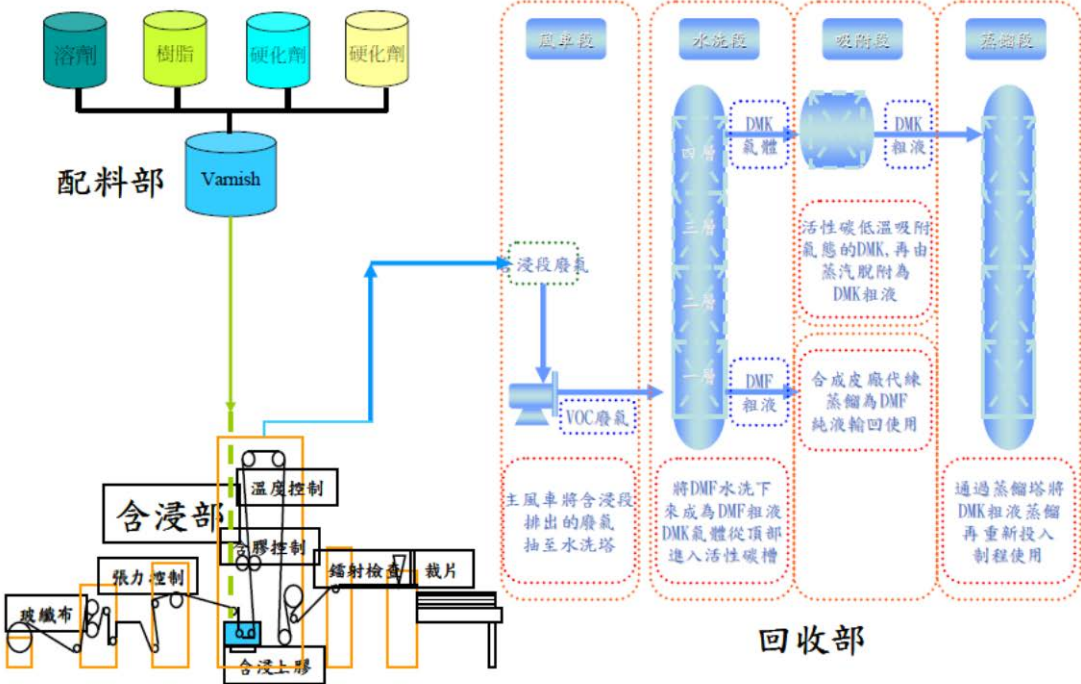 溶劑
樹脂
硬化劑
硬化劑
Varnish
配料部
風車段
水洗段
吸附段
蒸餾段
四層
三層
二層
一層
DMK
氣體
DMK
粗液
活性碳低溫吸附
氣態的DMK,再由
蒸汽脫附為
DMK粗液
含浸段廢氣
VOC廢氣
DMF
粗液
合成皮廠代練
蒸餾為DMF
純液輸回使用
主風車將含浸段
排出的廢氣
抽至水洗塔
將DMF水洗下
來成為DMF粗液
DMK氣體從頂部
進入活性碳槽
通過蒸餾塔將
DMK粗液蒸餾
再重新投入
制程使用
含浸部
溫度控制
含膠控制
張力控制
鐳射檢查
裁片
玻纖布
含浸上膠
回收部